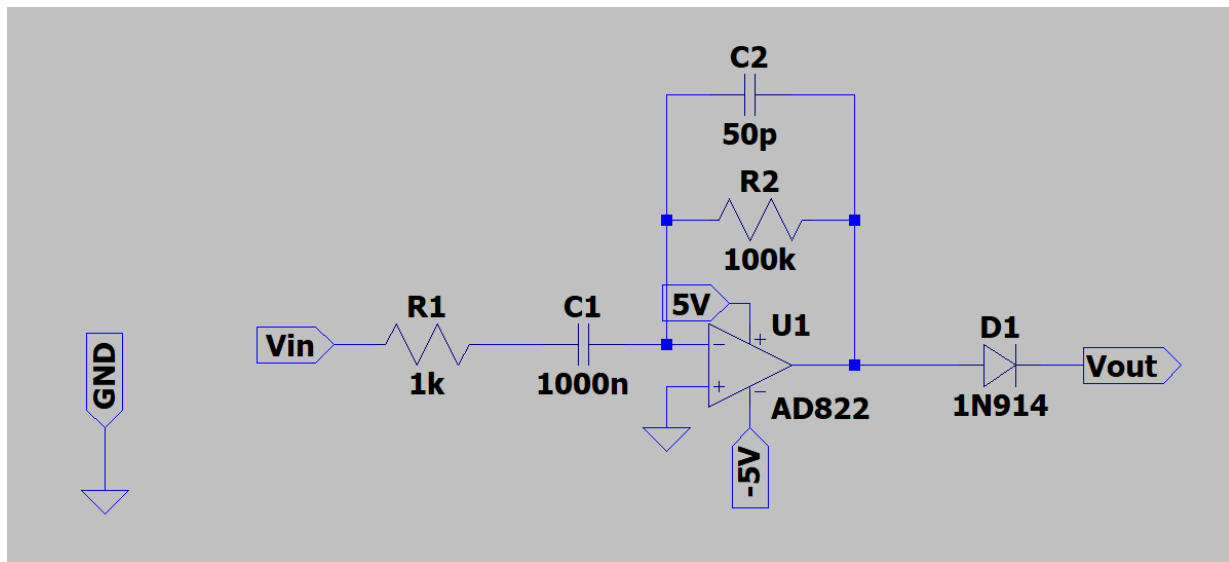 C2
50p
R2
100k
5V
R1
C1
U1
D1
Vin
GND
Vout
1k
1000n
AD822
1N914
-5V